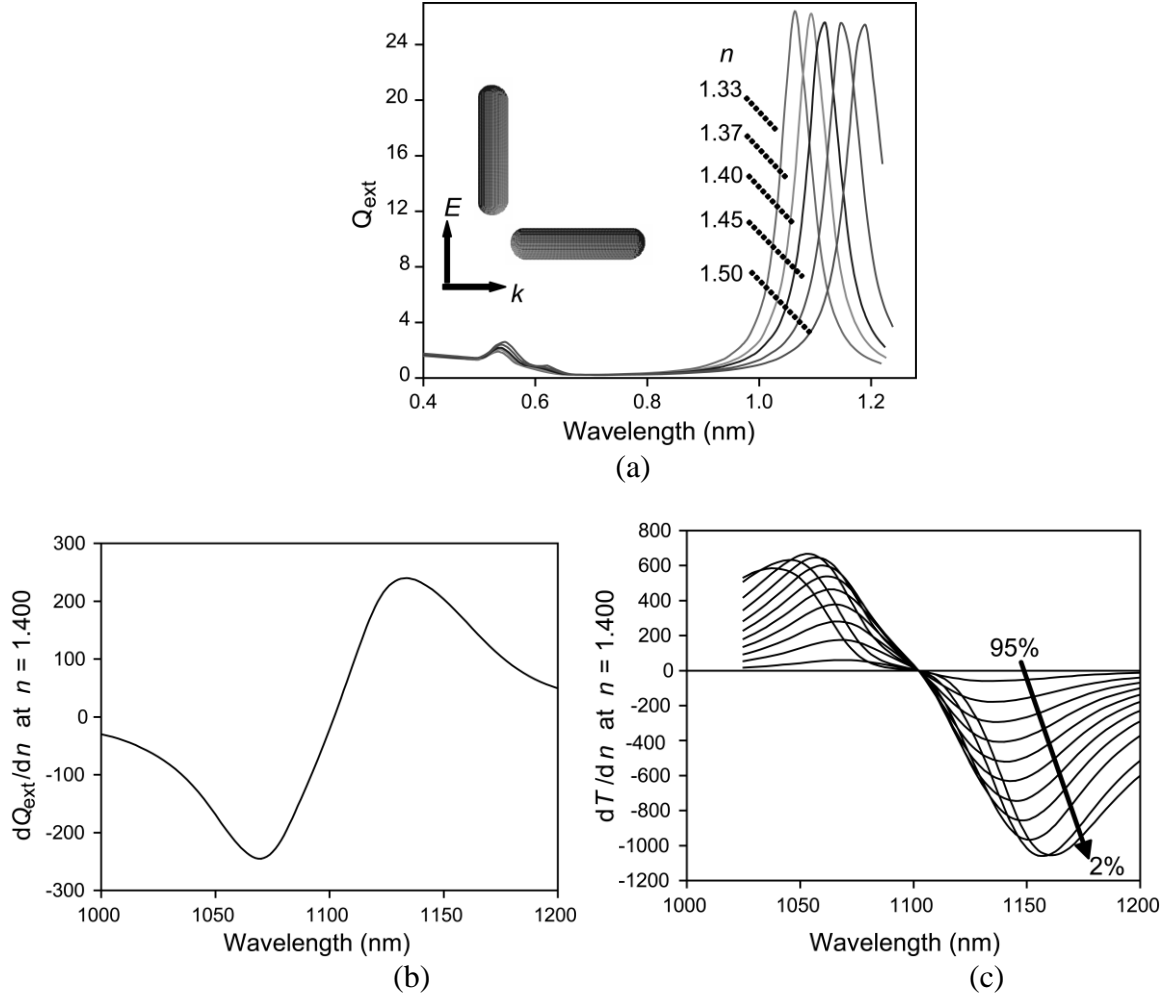 24
20
16
12
8
4
0
Q_ext
n
1.33
1.37
1.40
1.45
1.50
E
k
0.4 0.6 0.8 1.0 1.2
Wavelength (nm)
(a)
300
200
100
0
-100
-200
-300
dQ_ext/dn at n = 1.400
1000 1050 1100 1150 1200
Wavelength (nm)
(b)
800
600
400
200
0
-200
-400
-600
-800
-1000
-1200
dT/dn at n = 1.400
95%
2%
1000 1050 1100 1150 1200
Wavelength (nm)
(c)